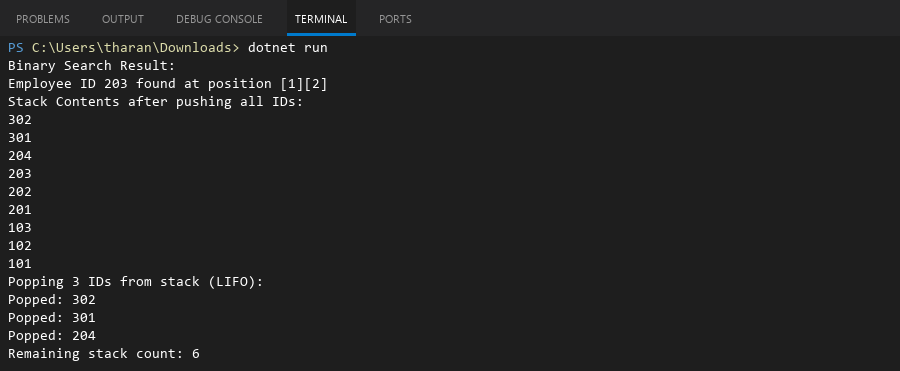 PROBLEMS OUTPUT DEBUG CONSOLE TERMINAL PORTS
PS C:\Users\tharan\Downloads> dotnet run
Binary Search Result:
Employee ID 203 found at position [1][2]
Stack Contents after pushing all IDs:
302
301
204
203
202
201
103
102
101
Popping 3 IDs from stack (LIFO):
Popped: 302
Popped: 301
Popped: 204
Remaining stack count: 6